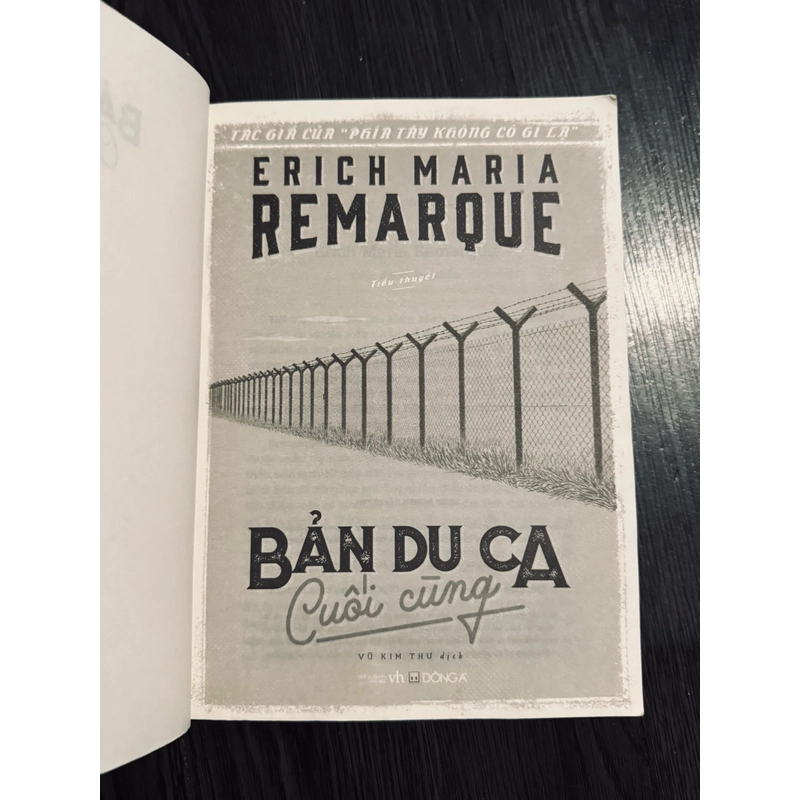 TÁC GIẢ CỦA "PHÍA TÂY KHÔNG CÓ GÌ LẠ"
ERICH MARIA
REMARQUE
Tiểu thuyết
BẢN DU CA
Cuối cùng
VŨ KIM THƯ dịch
vh ĐÔNG A